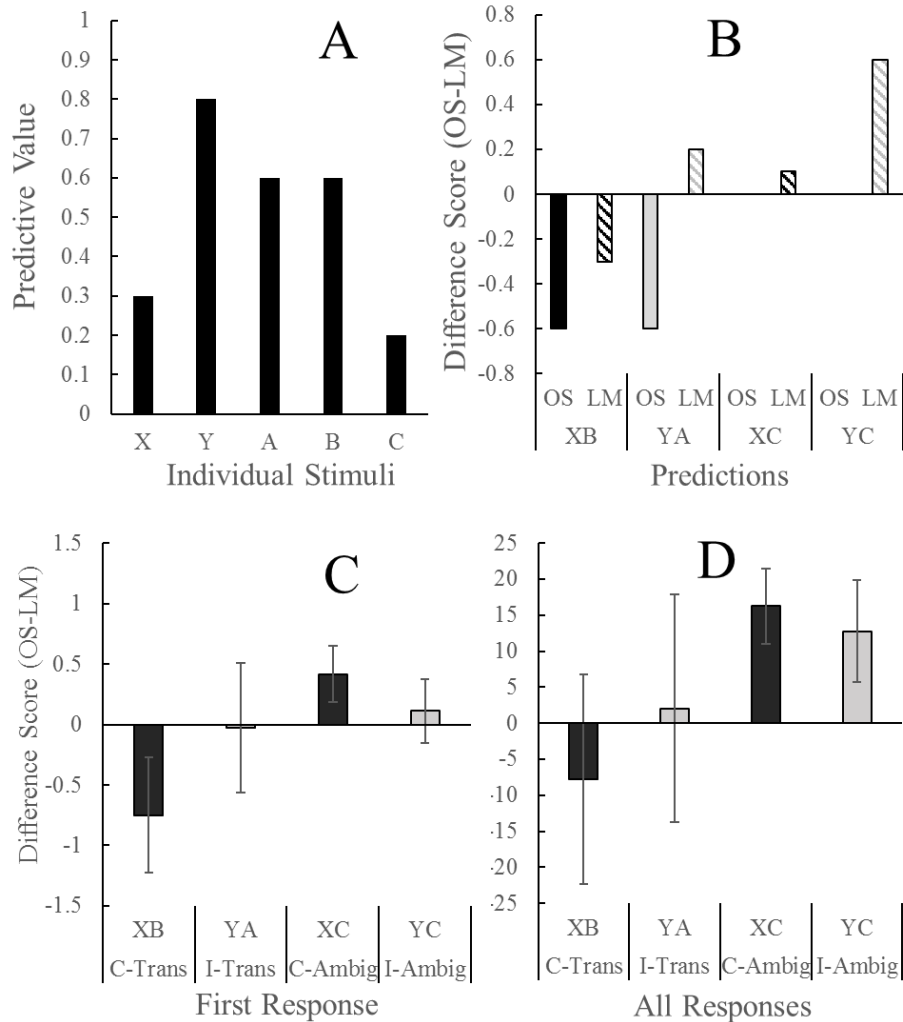 A
Predictive Value
1
0.9
0.8
0.7
0.6
0.5
0.4
0.3
0.2
0.1
0
X Y A B C
Individual Stimuli
B
Difference Score (OS-LM)
0.8
0.6
0.4
0.2
0
-0.2
-0.4
-0.6
-0.8
OS LM OS LM OS LM OS LM
XB YA XC YC
Predictions
C
Difference Score (OS-LM)
1.5
1
0.5
0
-0.5
-1
-1.5
XB YA XC YC
C-Trans I-Trans C-Ambig I-Ambig
First Response
D
25
20
15
10
5
0
-5
-10
-15
-20
-25
XB YA XC YC
C-Trans I-Trans C-Ambig I-Ambig
All Responses